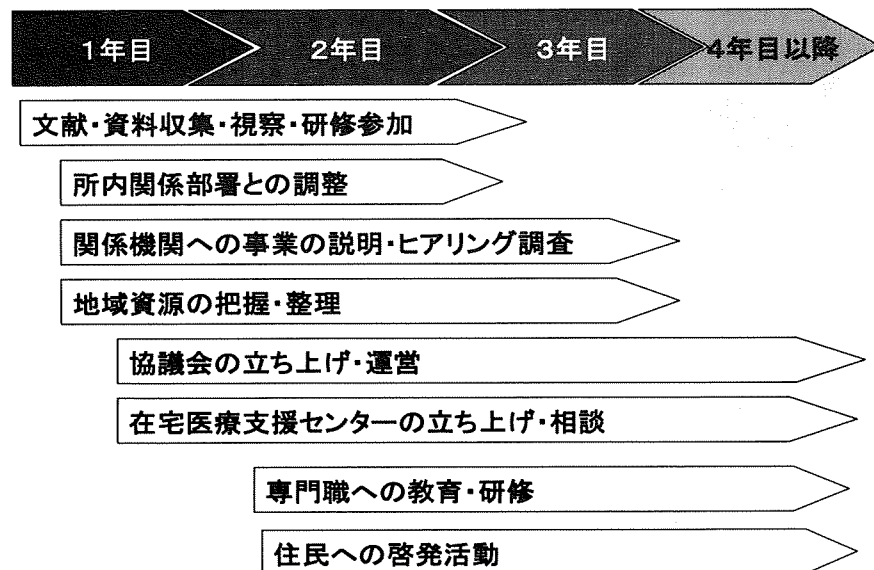 1年目 2年目 3年目 4年目以降
文献・資料収集・視察・研修参加
所内関係部署との調整
関係機関への事業の説明・ヒアリング調査
地域資源の把握・整理
協議会の立ち上げ・運営
在宅医療支援センターの立ち上げ・相談
専門職への教育・研修
住民への啓発活動